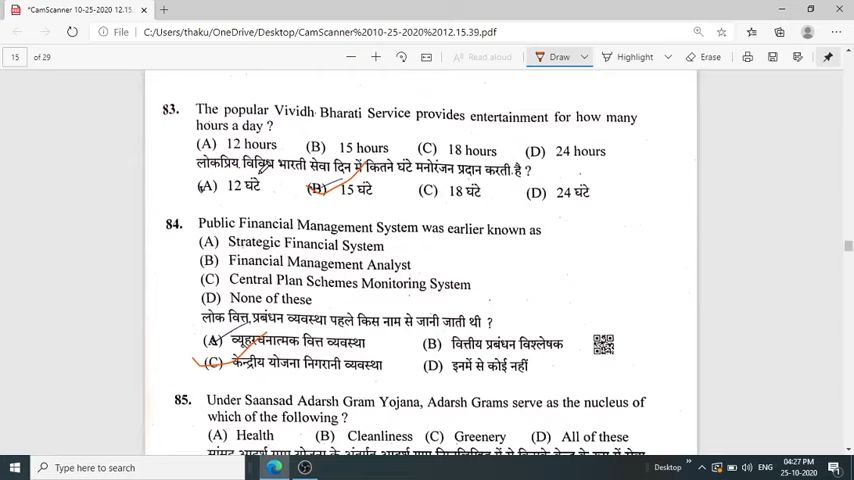 *CamScanner 10-25-2020 12.15.
C:/Users/thaku/OneDrive/Desktop/CamScanner%2010-25-2020%2012.15.39.pdf
15 of 29
Read aloud
Draw
Highlight
Erase
83. The popular Vividh Bharati Service provides entertainment for how many
hours a day ?
(A) 12 hours (B) 15 hours (C) 18 hours (D) 24 hours
लोकप्रिय विविध भारती सेवा दिन में कितने घंटे मनोरंजन प्रदान करती है ?
(A) 12 घंटे (B) 15 घंटे (C) 18 घंटे (D) 24 घंटे
84. Public Financial Management System was earlier known as
(A) Strategic Financial System
(B) Financial Management Analyst
(C) Central Plan Schemes Monitoring System
(D) None of these
लोक वित्त प्रबंधन व्यवस्था पहले किस नाम से जानी जाती थी ?
(A) व्यूहरचनात्मक वित्त व्यवस्था (B) वित्तीय प्रबंधन विश्लेषक
(C) केन्द्रीय योजना निगरानी व्यवस्था (D) इनमें से कोई नहीं
85. Under Saansad Adarsh Gram Yojana, Adarsh Grams serve as the nucleus of
which of the following ?
(A) Health (B) Cleanliness (C) Greenery (D) All of these
Type here to search
Desktop
ENG
04:27 PM
25-10-2020